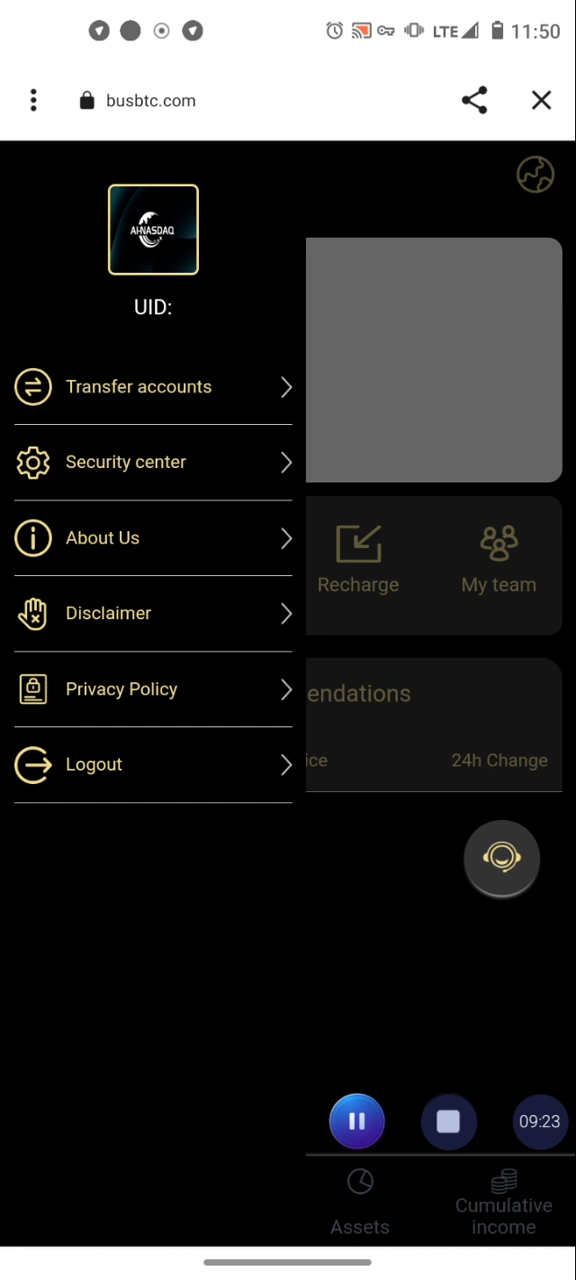 LTE 11:50
busbtc.com
AI-NASDAQ
UID:
Transfer accounts
Security center
About Us
Disclaimer
Privacy Policy
Logout
Recharge
My team
endations
ice
24h Change
09:23
Assets
Cumulative
income